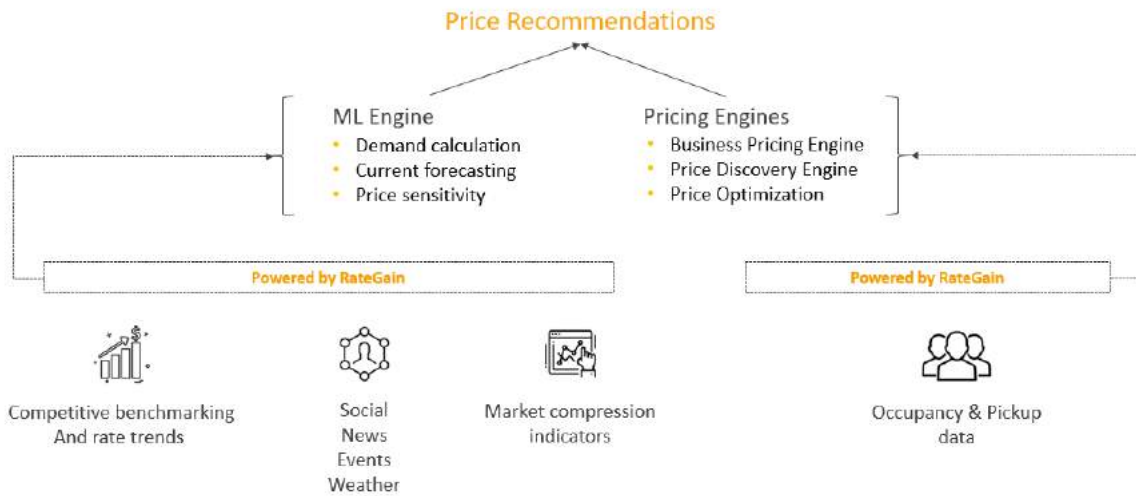 Price Recommendations
ML Engine
• Demand calculation
• Current forecasting
• Price sensitivity
Pricing Engines
• Business Pricing Engine
• Price Discovery Engine
• Price Optimization
Powered by RateGain
Powered by RateGain
$
Competitive benchmarking
And rate trends
Social
News
Events
Weather
Market compression
indicators
Occupancy & Pickup
data